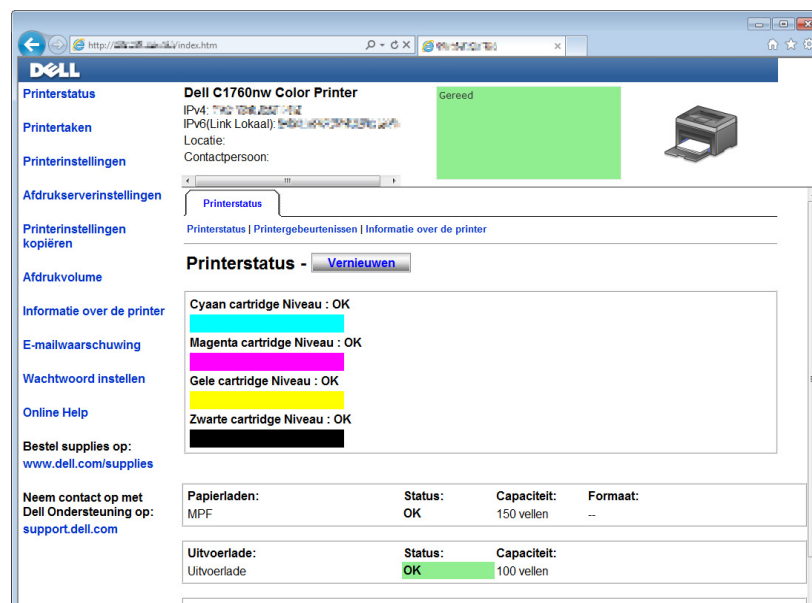 http://
/index.htm
DELL
Printerstatus
Printertaken
Printerinstellingen
Afdrukserverinstellingen
Printerinstellingen
kopiëren
Afdrukvolume
Informatie over de printer
E-mailwaarschuwing
Wachtwoord instellen
Online Help
Bestel supplies op:
www.dell.com/supplies
Neem contact op met
Dell Ondersteuning op:
support.dell.com
Dell C1760nw Color Printer
IPv4:
IPv6(Link Lokaal):
Locatie:
Contactpersoon:
Gereed
Printerstatus
Printerstatus | Printergebeurtenissen | Informatie over de printer
Printerstatus - Vernieuwen
Cyaan cartridge Niveau : OK
Magenta cartridge Niveau : OK
Gele cartridge Niveau : OK
Zwarte cartridge Niveau : OK
Papierladen: Status: Capaciteit: Formaat:
MPF OK 150 vellen --
Uitvoerlade: Status: Capaciteit:
Uitvoerlade OK 100 vellen